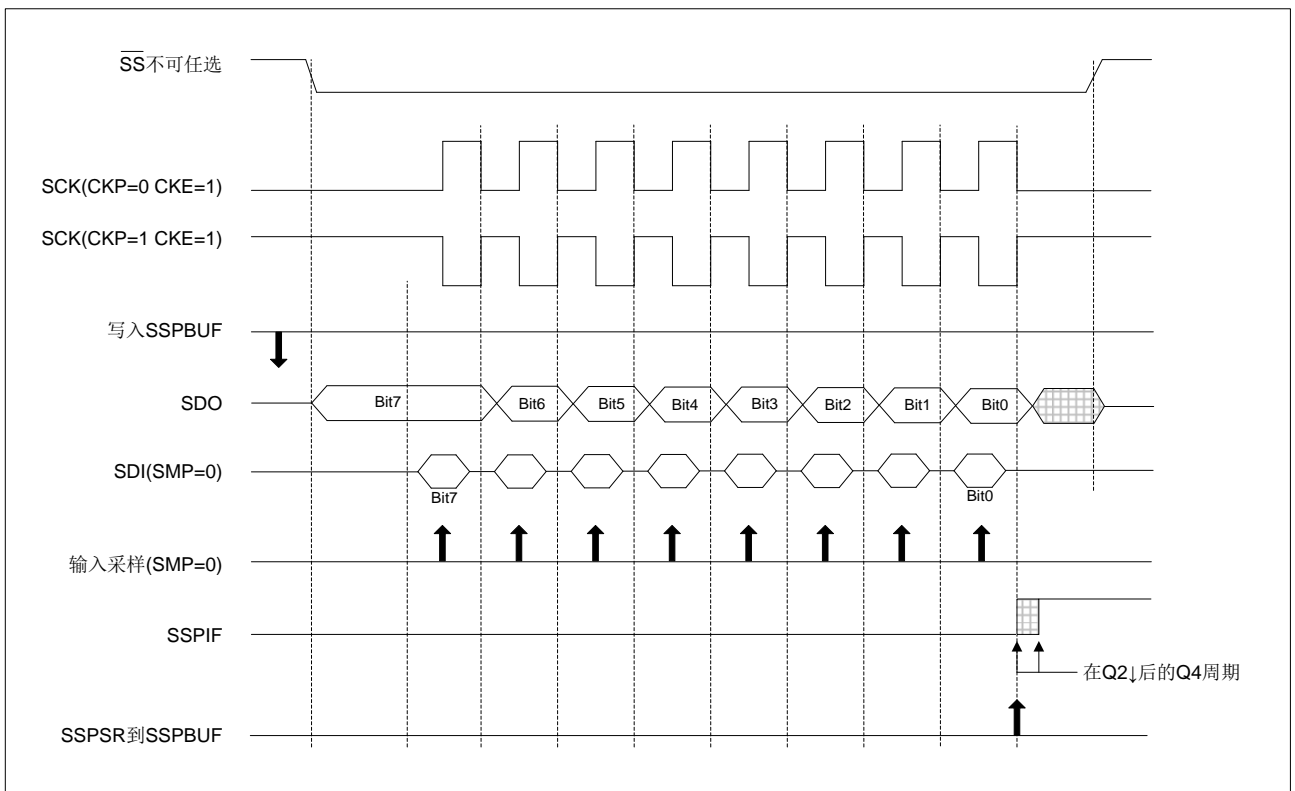 SS不可任选
SCK(CKP=0 CKE=1)
SCK(CKP=1 CKE=1)
写入SSPBUF
SDO
Bit7 Bit6 Bit5 Bit4 Bit3 Bit2 Bit1 Bit0
SDI(SMP=0)
Bit7 Bit0
输入采样(SMP=0)
SSPIF
在Q2↓后的Q4周期
SSPSR到SSPBUF